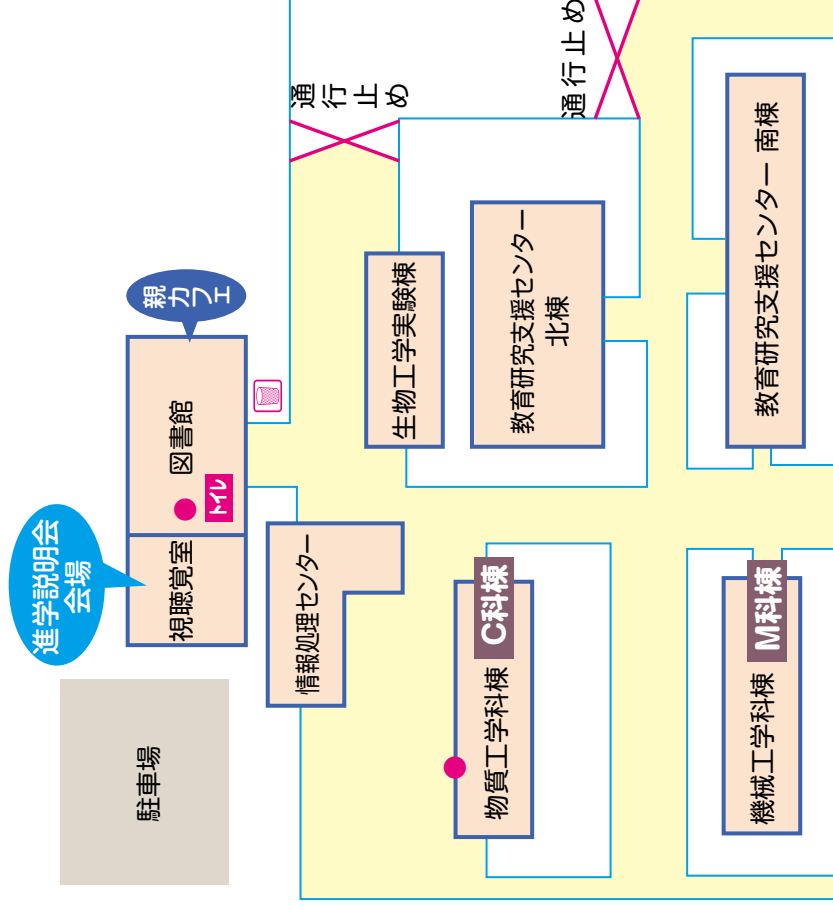 通行止め
通行止め
親カフェ
図書館
トイレ
進学説明会
会場
視聴覚室
情報処理センター
駐車場
生物工学実験棟
教育研究支援センター
北棟
教育研究支援センター 南棟
物質工学科棟
C科棟
機械工学科棟
M科棟